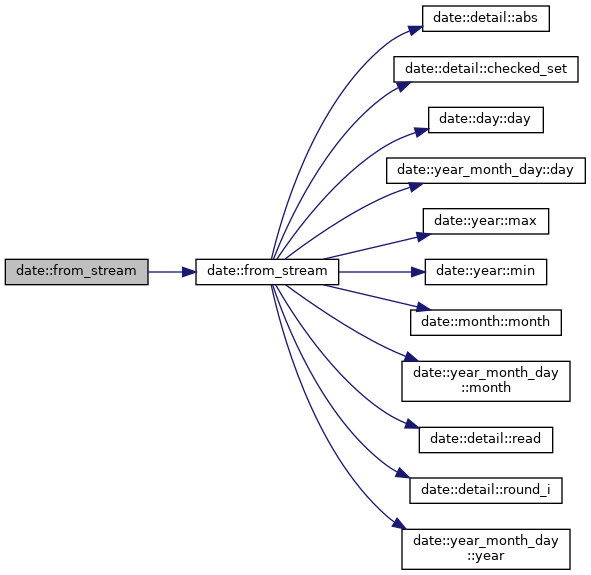 date::from_stream
date::from_stream
date::detail::abs
date::detail::checked_set
date::day::day
date::year_month_day::day
date::year::max
date::year::min
date::month::month
date::year_month_day
::month
date::detail::read
date::detail::round_i
date::year_month_day
::year